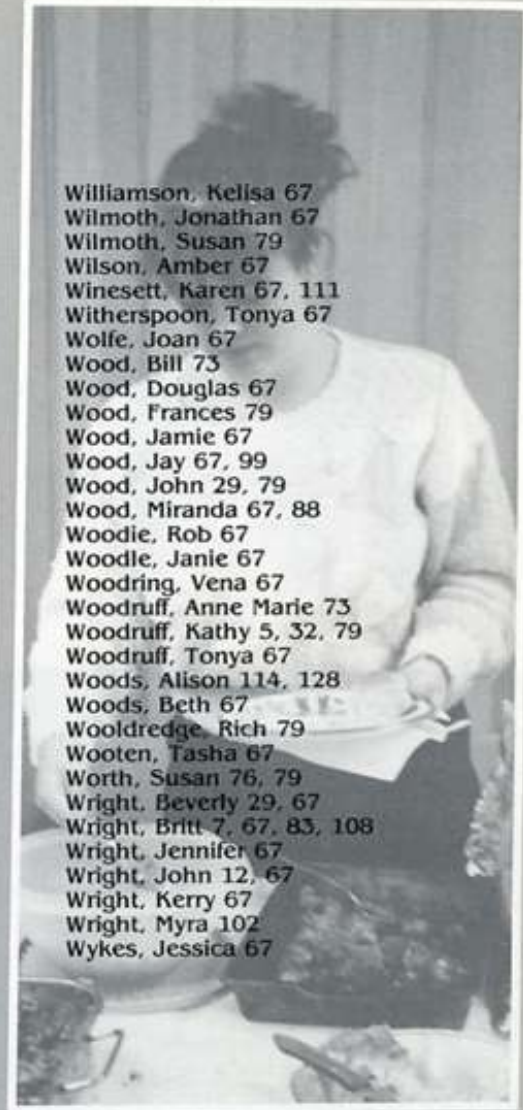 Williamson, Kelisa 67
Wilmoth, Jonathan 67
Wilmoth, Susan 79
Wilson, Amber 67
Winesett, Karen 67, 111
Witherspoon, Tonya 67
Wolfe, Joan 67
Wood, Bill 73
Wood, Douglas 67
Wood, Frances 79
Wood, Jamie 67
Wood, Jay 67, 99
Wood, John 29, 79
Wood, Miranda 67, 88
Woodie, Rob 67
Woodle, Janie 67
Woodring, Vena 67
Woodruff, Anne Marie 73
Woodruff, Kathy 5, 32, 79
Woodruff, Tonya 67
Woods, Alison 114, 128
Woods, Beth 67
Wooldredge, Rich 79
Wooten, Tasha 67
Worth, Susan 76, 79
Wright, Beverly 29, 67
Wright, Britt 7, 67, 83, 108
Wright, Jennifer 67
Wright, John 12, 67
Wright, Kerry 67
Wright, Myra 102
Wykes, Jessica 67